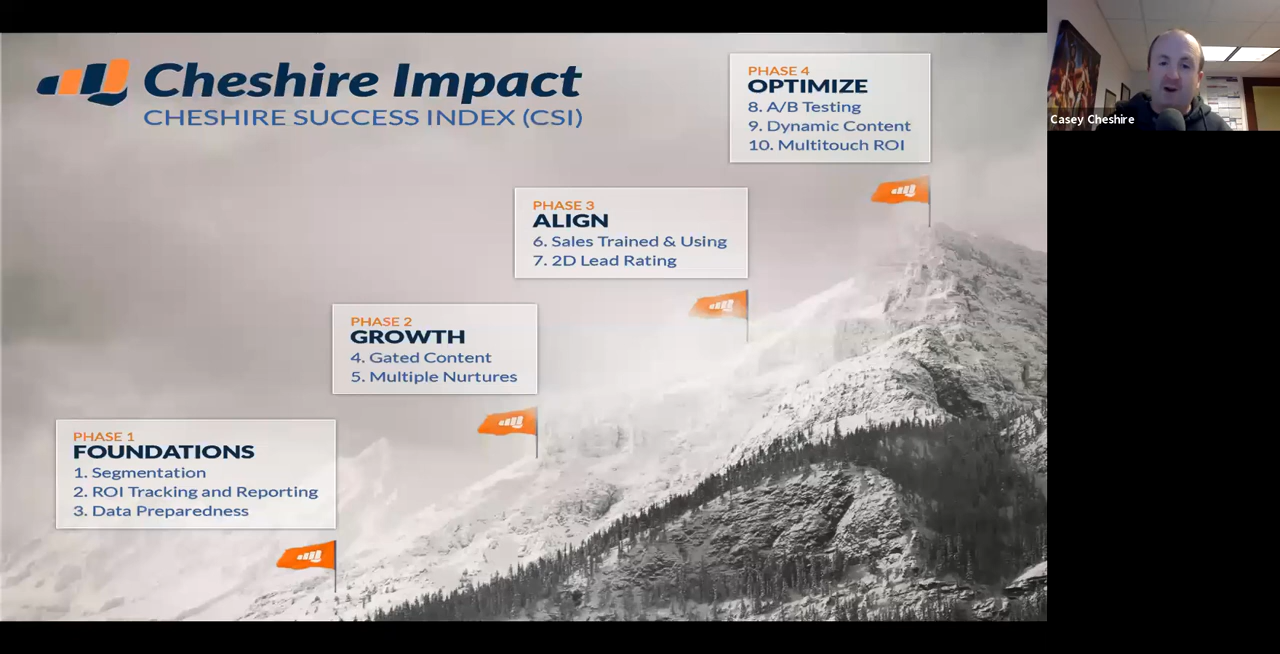 Cheshire Impact
CHESHIRE SUCCESS INDEX (CSI)
PHASE 4
OPTIMIZE
8. A/B Testing
9. Dynamic Content
10. Multitouch ROI
Casey Cheshire
PHASE 3
ALIGN
6. Sales Trained & Using
7. 2D Lead Rating
PHASE 2
GROWTH
4. Gated Content
5. Multiple Nurtures
PHASE 1
FOUNDATIONS
1. Segmentation
2. ROI Tracking and Reporting
3. Data Preparedness